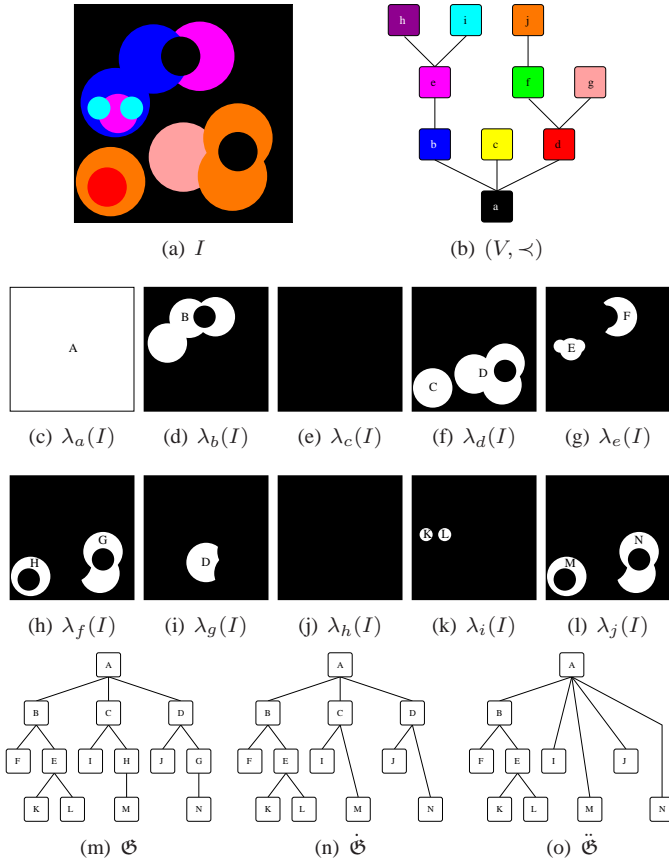 h i j
e f g
b c d
a
(a) I (b) (V, ≺)
A B C D E F
(c) λa(I) (d) λb(I) (e) λc(I) (f) λd(I) (g) λe(I)
H G D K L M N
(h) λf(I) (i) λg(I) (j) λh(I) (k) λi(I) (l) λj(I)
A A A
B C D B C D B
F E I H J G F E I J F E I J
K L M N K L M N K L M N
(m) 𝔊 (n) 𝔊̇ (o) 𝔊̈